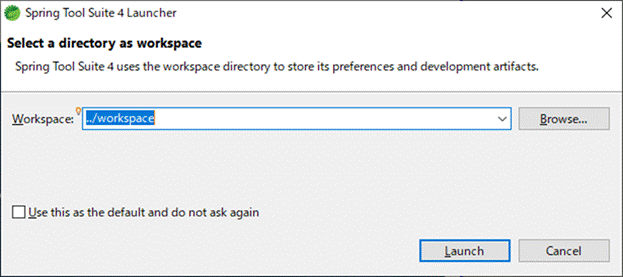 Spring Tool Suite 4 Launcher
Select a directory as workspace
Spring Tool Suite 4 uses the workspace directory to store its preferences and development artifacts.
Workspace: ../workspace Browse...
Use this as the default and do not ask again
Launch Cancel